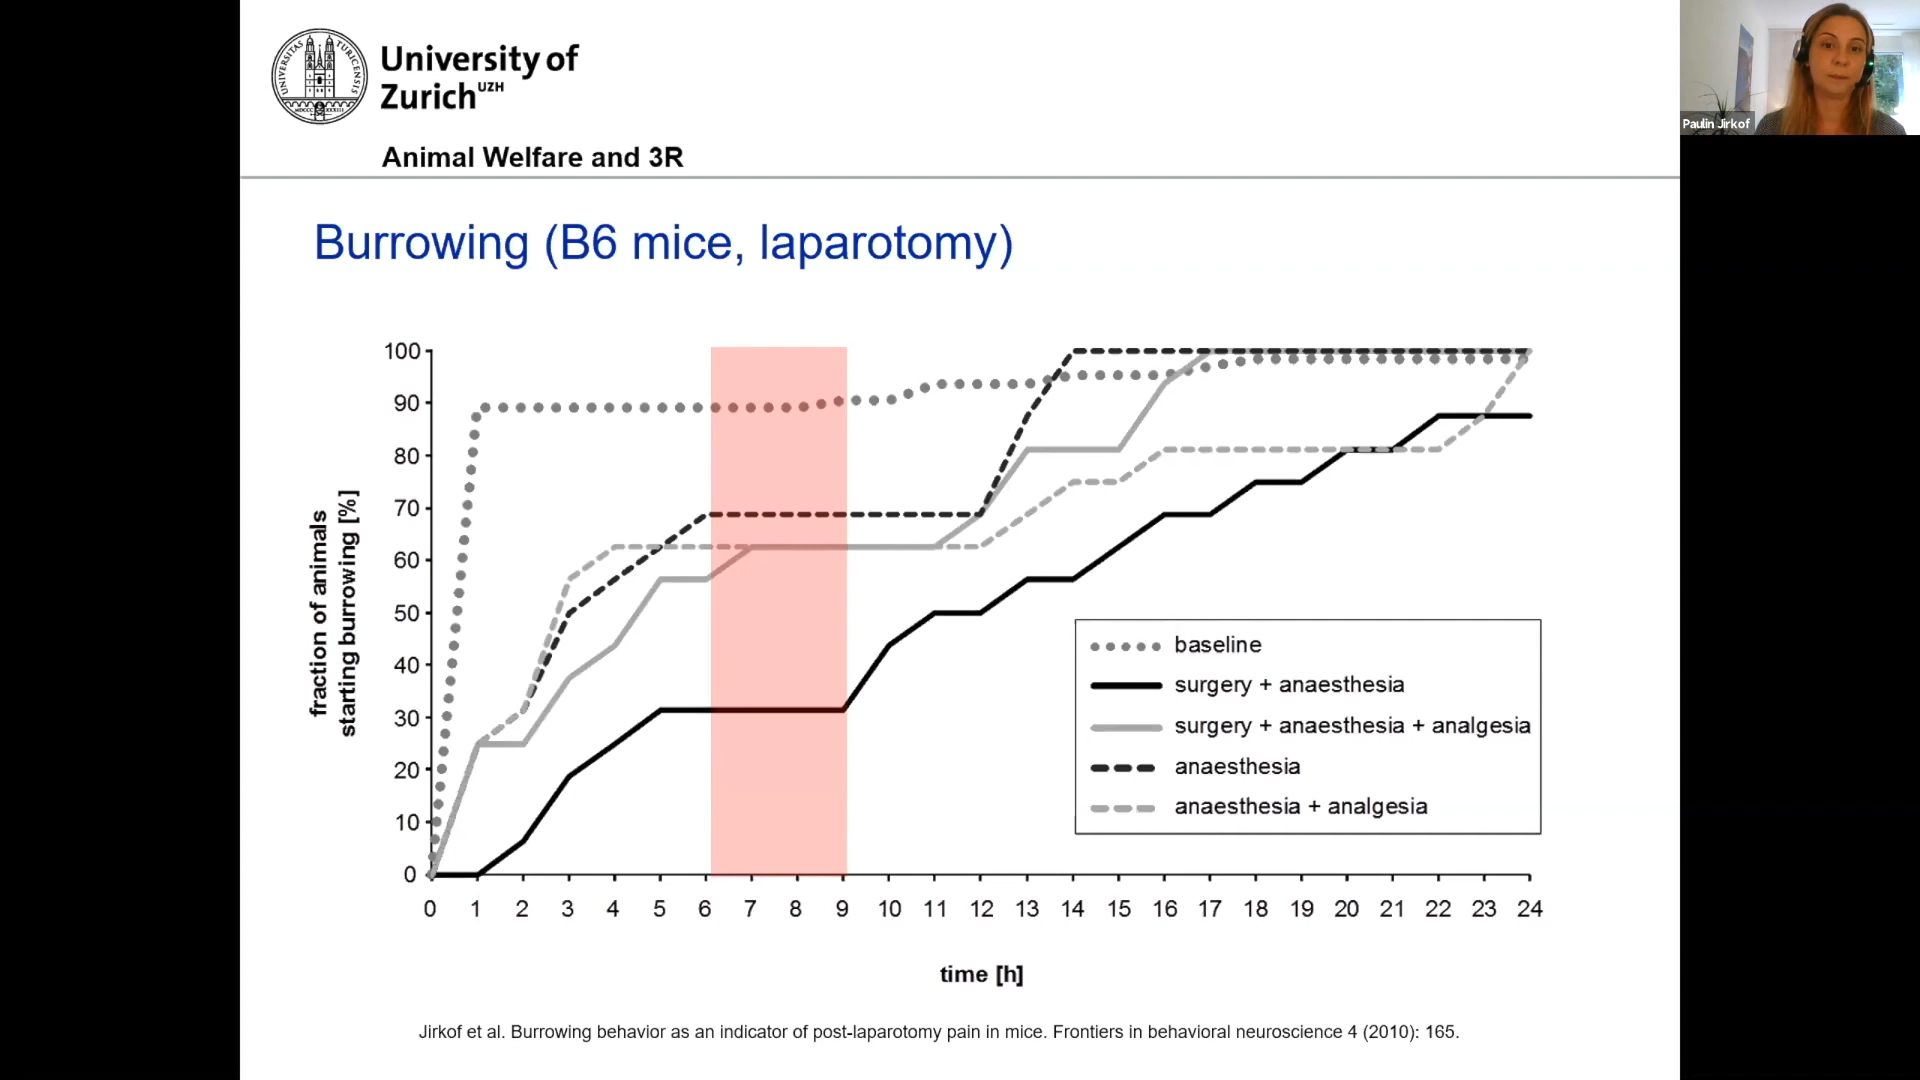 UNIVERSITAS TURICENSIS
MDCCC XXXIII
University of
Zurich UZH
Animal Welfare and 3R
Paulin Jirkof
Burrowing (B6 mice, laparotomy)
fraction of animals
starting burrowing [%]
100
90
80
70
60
50
40
30
20
10
0
baseline
surgery + anaesthesia
surgery + anaesthesia + analgesia
anaesthesia
anaesthesia + analgesia
0 1 2 3 4 5 6 7 8 9 10 11 12 13 14 15 16 17 18 19 20 21 22 23 24
time [h]
Jirkof et al. Burrowing behavior as an indicator of post-laparotomy pain in mice. Frontiers in behavioral neuroscience 4 (2010): 165.